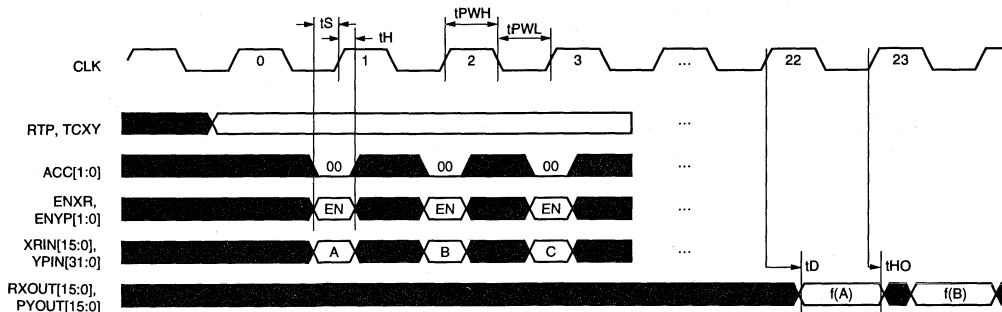 tS
tPWH
tPWL
tH
CLK
0
1
2
3
...
22
23
RTP, TCXY
...
ACC[1:0]
00
00
00
...
ENXR,
ENYP[1:0]
EN
EN
EN
...
XRIN[15:0],
YPIN[31:0]
A
B
C
...
tD
tHO
RXOUT[15:0],
PYOUT[15:0]
f(A)
f(B)